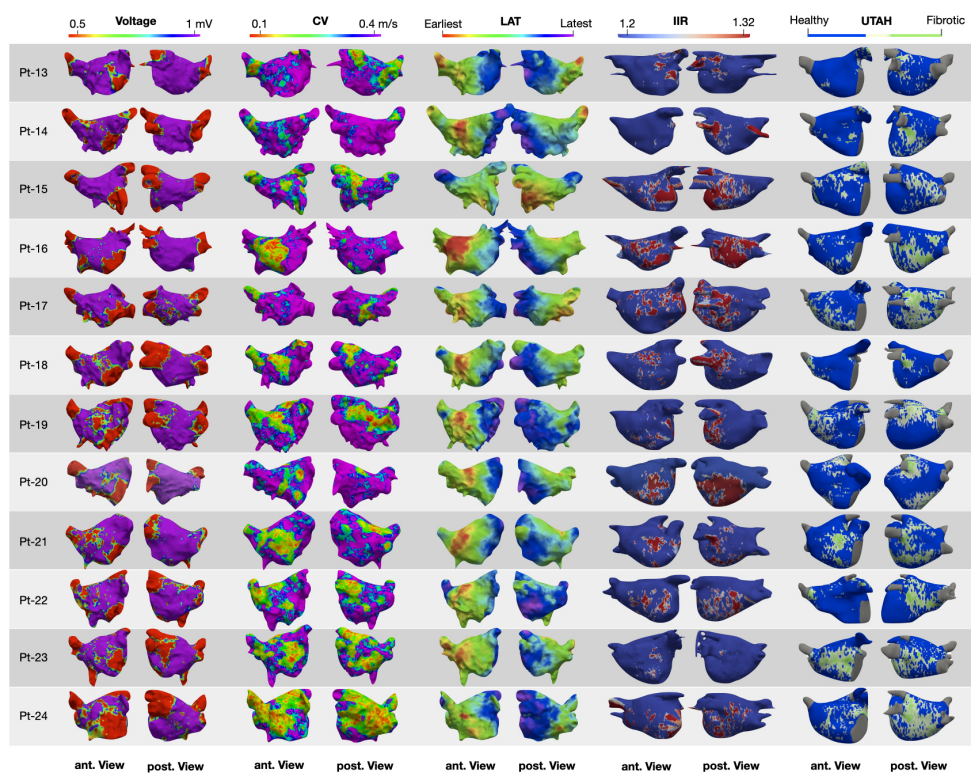 Voltage CV LAT IIR UTAH
0.5 1 mV 0.1 0.4 m/s Earliest Latest 1.2 1.32 Healthy Fibrotic
Pt-13
Pt-14
Pt-15
Pt-16
Pt-17
Pt-18
Pt-19
Pt-20
Pt-21
Pt-22
Pt-23
Pt-24
ant. View post. View ant. View post. View ant. View post. View ant. View post. View ant. View post. View